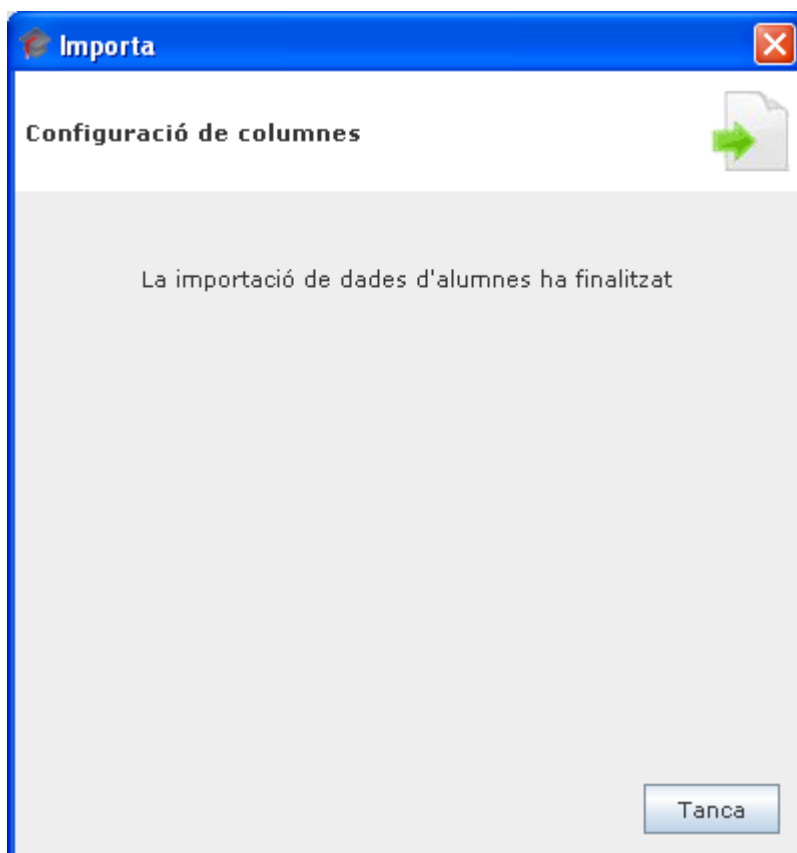 Importa
Configuració de columnes
La importació de dades d'alumnes ha finalitzat
Tanca